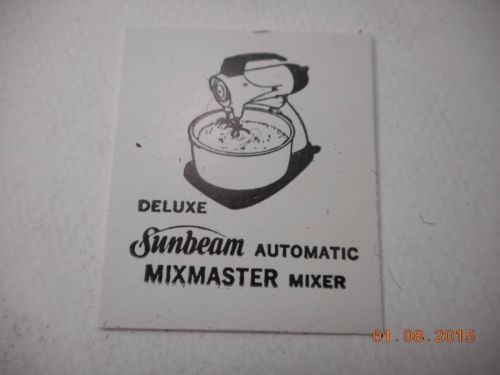 DELUXE
Sunbeam AUTOMATIC
MIXMASTER MIXER
01.08.2015